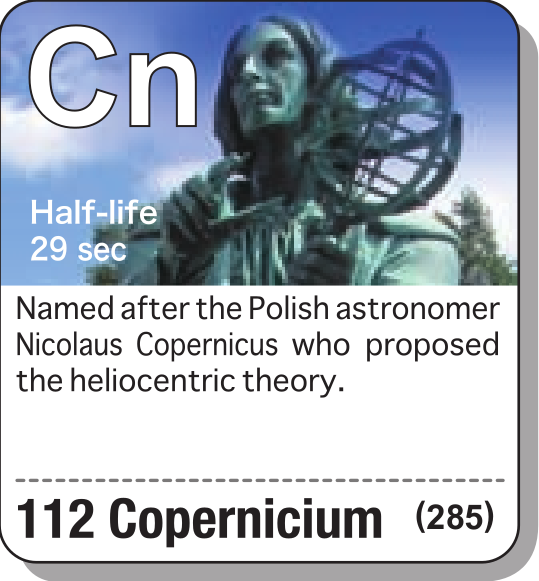 Cn
Half-life
29 sec
Named after the Polish astronomer
Nicolaus Copernicus who proposed
the heliocentric theory.
112 Copernicium (285)